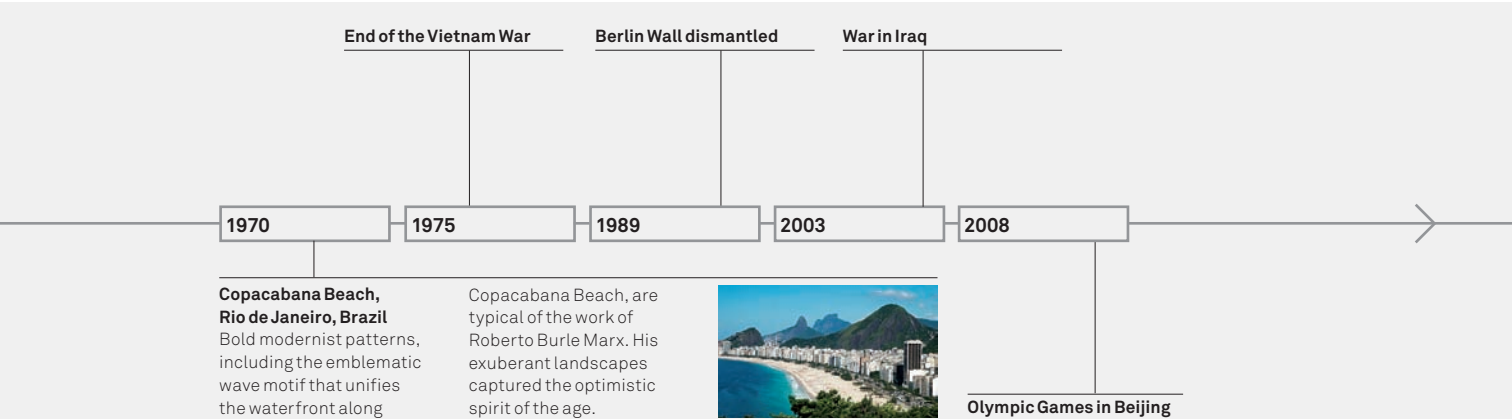 End of the Vietnam War
Berlin Wall dismantled
War in Iraq
1970
1975
1989
2003
2008
Copacabana Beach,
Rio de Janeiro, Brazil
Bold modernist patterns,
including the emblematic
wave motif that unifies
the waterfront along
Copacabana Beach, are
typical of the work of
Roberto Burle Marx. His
exuberant landscapes
captured the optimistic
spirit of the age.
Olympic Games in Beijing